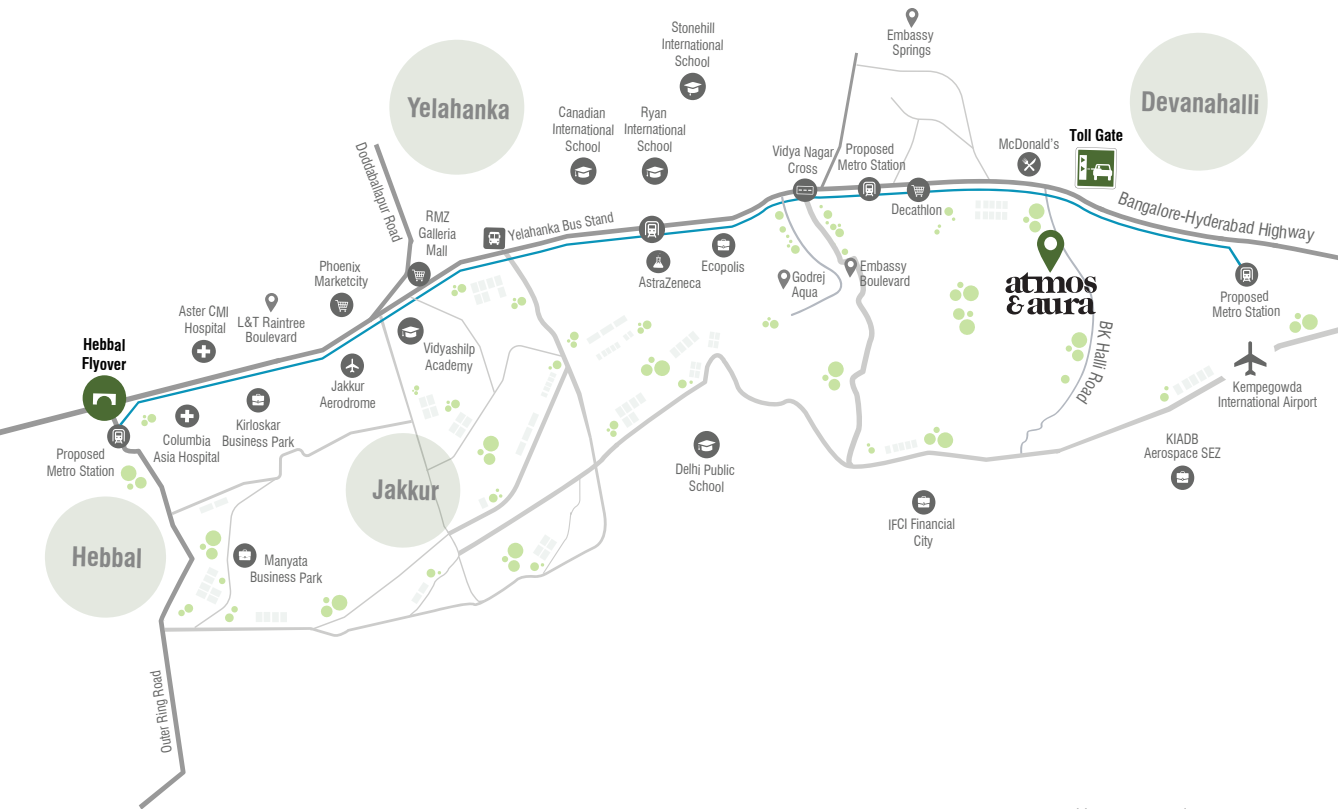 Embassy
Springs
Stonehill
International
School
Yelahanka
Devanahalli
Canadian
International
School
Ryan
International
School
Toll Gate
McDonald's
Vidya Nagar
Cross
Proposed
Metro Station
Doddaballapur Road
Decathlon
Bangalore-Hyderabad Highway
RMZ
Galleria
Mall
Yelahanka Bus Stand
Ecopolis
AstraZeneca
Phoenix
Marketcity
Godrej
Aqua
Embassy
Boulevard
atmos
& aura
Proposed
Metro Station
Aster CMI
Hospital
L&T Raintree
Boulevard
Hebbal
Flyover
Vidyashilp
Academy
BK Halli Road
Jakkur
Aerodrome
Kempegowda
International Airport
Kirloskar
Business Park
Columbia
Asia Hospital
Proposed
Metro Station
KIADB
Aerospace SEZ
Delhi Public
School
Jakkur
IFCI Financial
City
Hebbal
Manyata
Business Park
Outer Ring Road